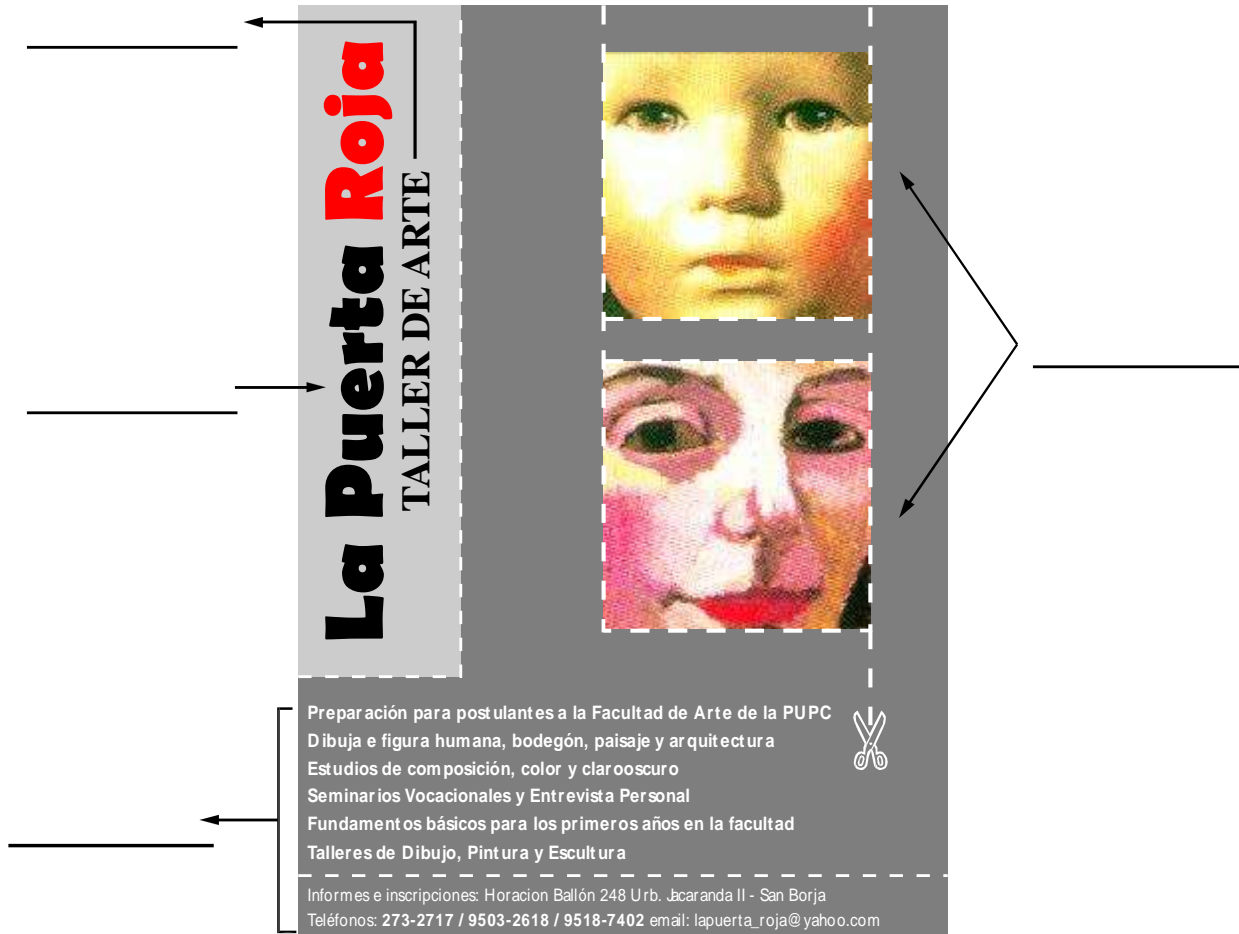 La Puerta Roja
TALLER DE ARTE
Preparación para postulantes a la Facultad de Arte de la PUPC
Dibuja e figura humana, bodegón, paisaje y arquitectura
Estudios de composición, color y clarooscuro
Seminarios Vocacionales y Entrevista Personal
Fundamentos básicos para los primeros años en la facultad
Talleres de Dibujo, Pintura y Escultura
Informes e inscripciones: Horacion Ballón 248 Urb. Jacaranda II - San Borja
Teléfonos: 273-2717 / 9503-2618 / 9518-7402 email: lapuerta_roja@yahoo.com